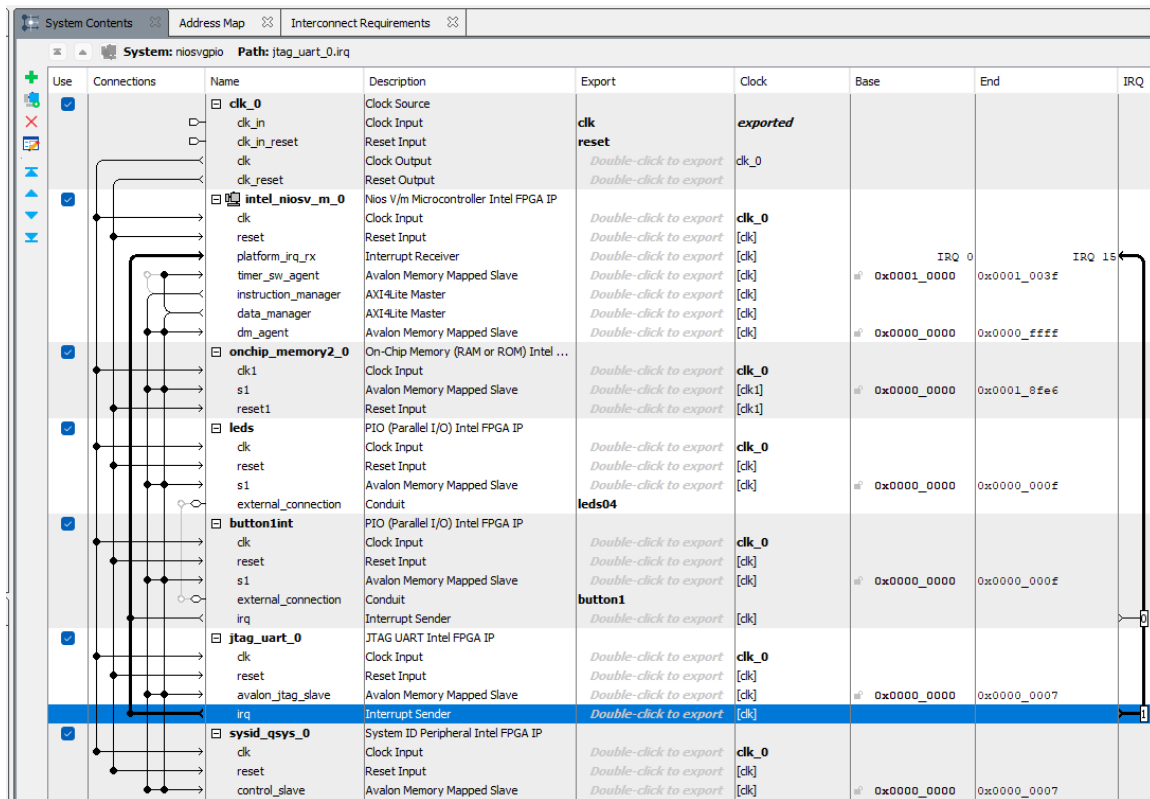 System Contents Address Map Interconnect Requirements
System: niosvgpio Path: jtag_uart_0.irq
Use Connections Name Description Export Clock Base End IRQ
clk_0 Clock Source
clk_in Clock Input clk exported
clk_in_reset Reset Input reset
clk Clock Output Double-click to export clk_0
clk_reset Reset Output Double-click to export
intel_niosv_m_0 Nios V/m Microcontroller Intel FPGA IP
clk Clock Input Double-click to export clk_0
reset Reset Input Double-click to export [clk]
platform_irq_rx Interrupt Receiver Double-click to export [clk] IRQ 0 IRQ 15
timer_sw_agent Avalon Memory Mapped Slave Double-click to export [clk] 0x0001_0000 0x0001_003f
instruction_manager AXI4Lite Master Double-click to export [clk]
data_manager AXI4Lite Master Double-click to export [clk]
dm_agent Avalon Memory Mapped Slave Double-click to export [clk] 0x0000_0000 0x0000_ffff
onchip_memory2_0 On-Chip Memory (RAM or ROM) Intel ...
clk1 Clock Input Double-click to export clk_0
s1 Avalon Memory Mapped Slave Double-click to export [clk1] 0x0000_0000 0x0001_8fe6
reset1 Reset Input Double-click to export [clk1]
leds PIO (Parallel I/O) Intel FPGA IP
clk Clock Input Double-click to export clk_0
reset Reset Input Double-click to export [clk]
s1 Avalon Memory Mapped Slave Double-click to export [clk] 0x0000_0000 0x0000_000f
external_connection Conduit leds04
button1int PIO (Parallel I/O) Intel FPGA IP
clk Clock Input Double-click to export clk_0
reset Reset Input Double-click to export [clk]
s1 Avalon Memory Mapped Slave Double-click to export [clk] 0x0000_0000 0x0000_000f
external_connection Conduit button1
irq Interrupt Sender Double-click to export [clk] 0
jtag_uart_0 JTAG UART Intel FPGA IP
clk Clock Input Double-click to export clk_0
reset Reset Input Double-click to export [clk]
avalon_jtag_slave Avalon Memory Mapped Slave Double-click to export [clk] 0x0000_0000 0x0000_0007
irq Interrupt Sender Double-click to export [clk] 1
sysid_qsys_0 System ID Peripheral Intel FPGA IP
clk Clock Input Double-click to export clk_0
reset Reset Input Double-click to export [clk]
control_slave Avalon Memory Mapped Slave Double-click to export [clk] 0x0000_0000 0x0000_0007